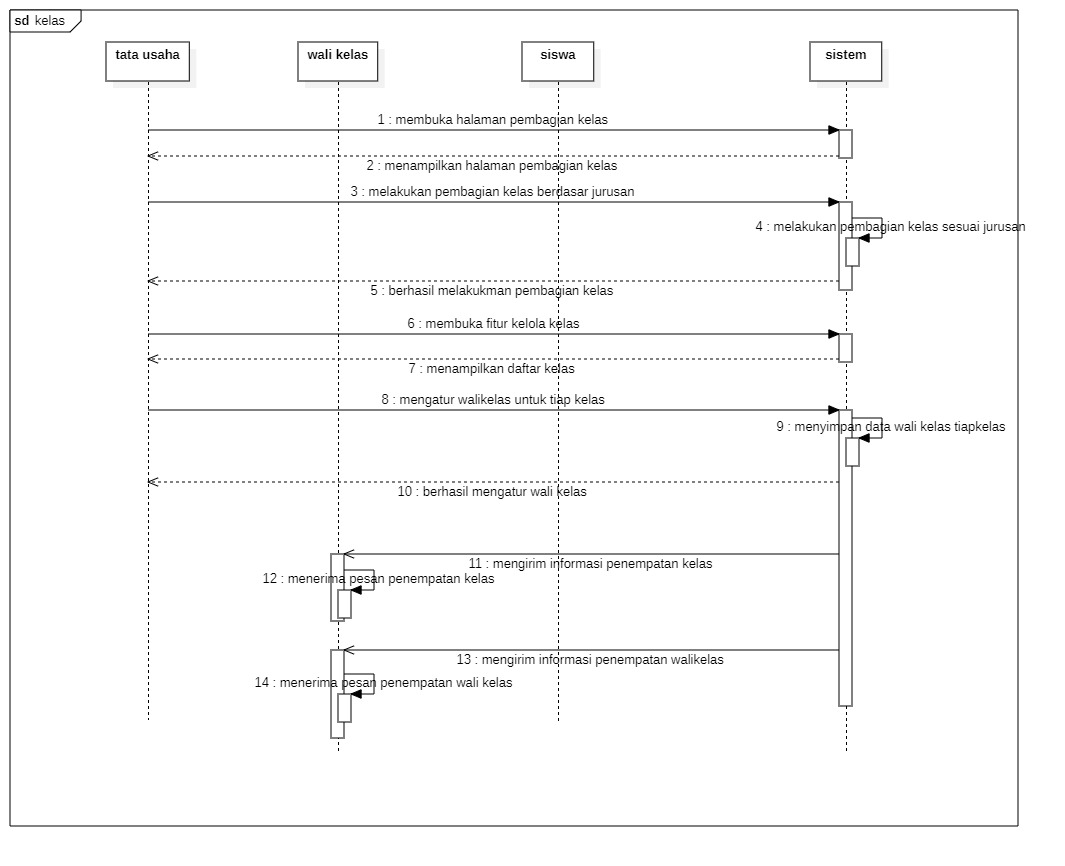 sd kelas
tata usaha
wali kelas
siswa
sistem
1 : membuka halaman pembagian kelas
2 : menampilkan halaman pembagian kelas
3 : melakukan pembagian kelas berdasar jurusan
4 : melakukan pembagian kelas sesuai jurusan
5 : berhasil melakukman pembagian kelas
6 : membuka fitur kelola kelas
7 : menampilkan daftar kelas
8 : mengatur walikelas untuk tiap kelas
9 : menyimpan data wali kelas tiapkelas
10 : berhasil mengatur wali kelas
11 : mengirim informasi penempatan kelas
12 : menerima pesan penempatan kelas
13 : mengirim informasi penempatan walikelas
14 : menerima pesan penempatan wali kelas